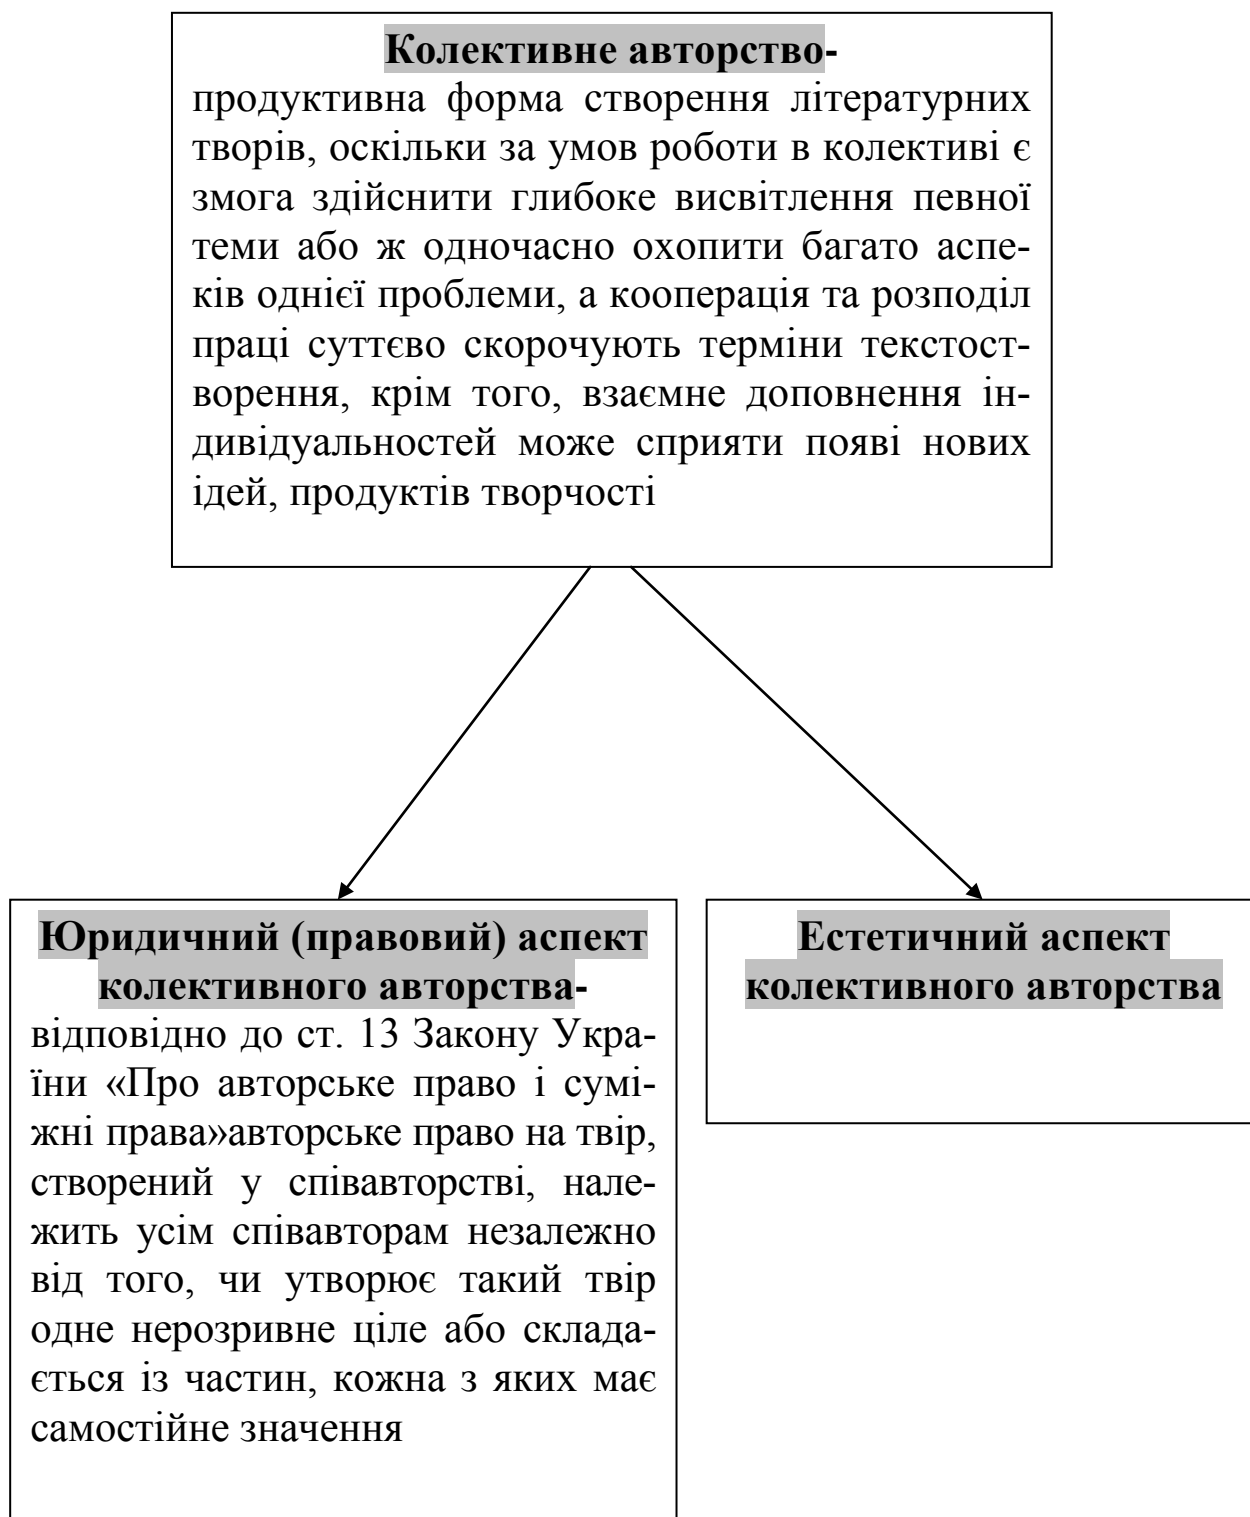 Колективне авторство-
продуктивна форма створення літературних
творів, оскільки за умов роботи в колективі є
змога здійснити глибоке висвітлення певної
теми або ж одночасно охопити багато аспе-
ків однієї проблеми, а кооперація та розподіл
праці суттєво скорочують терміни текстост-
ворення, крім того, взаємне доповнення ін-
дивідуальностей може сприяти появі нових
ідей, продуктів творчості
Юридичний (правовий) аспект
колективного авторства-
відповідно до ст. 13 Закону Укра-
їни «Про авторське право і сумі-
жні права»авторське право на твір,
створений у співавторстві, нале-
жить усім співавторам незалежно
від того, чи утворює такий твір
одне нерозривне ціле або склада-
ється із частин, кожна з яких має
самостійне значення
Естетичний аспект
колективного авторства